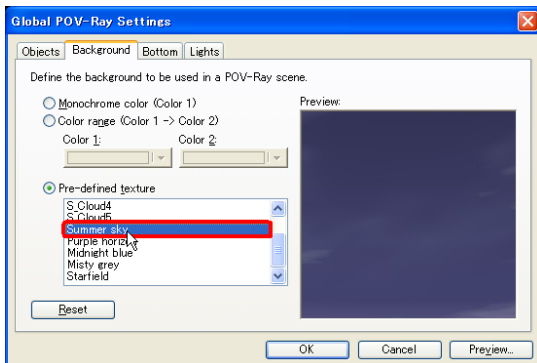 Global POV-Ray Settings
Objects Background Bottom Lights
Define the background to be used in a POV-Ray scene.
Monochrome color (Color 1) Preview:
Color range (Color 1 -> Color 2)
Color 1: Color 2:
Pre-defined texture
S_Cloud4
S_Cloud5
Summer sky
Purple horizon
Midnight blue
Misty grey
Starfield
Reset
OK Cancel Preview...